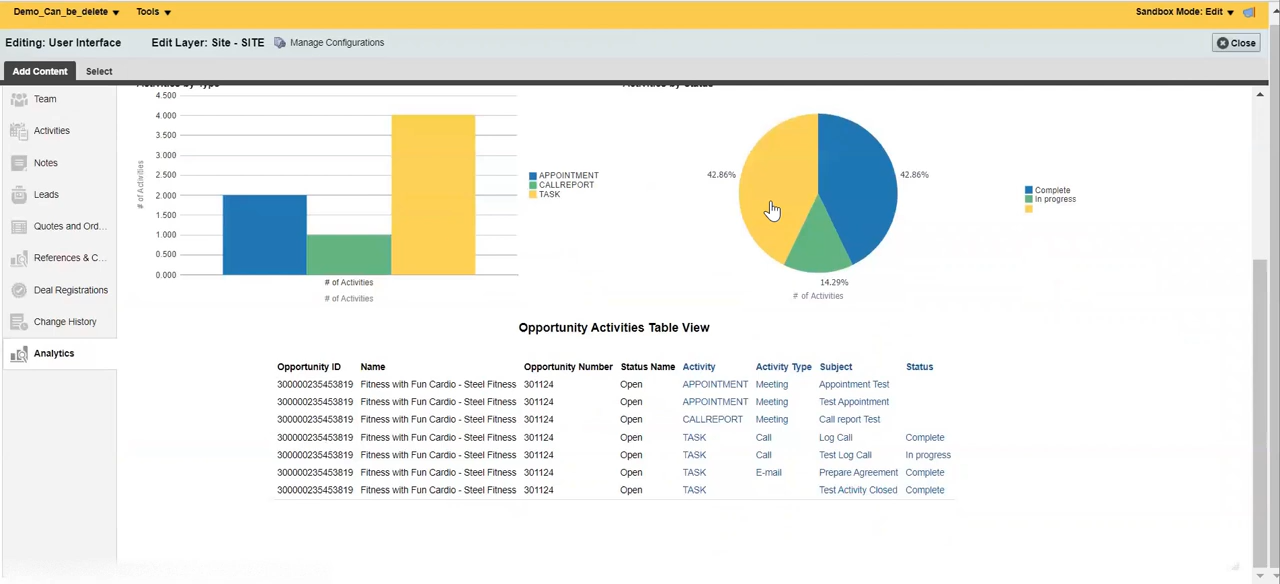 Demo_Can_be_delete Tools Sandbox Mode: Edit
Editing: User Interface Edit Layer: Site - SITE Manage Configurations Close
Add Content Select
Team
Activities
Notes
Leads
Quotes and Ord...
References & C...
Deal Registrations
Change History
Analytics
Activities by Type
4.500
4.000
3.500
3.000
2.500
2.000
1.500
1.000
0.500
0.000
# of Activities
# of Activities
# of Activities
APPOINTMENT
CALLREPORT
TASK
Activities by Status
42.86%
42.86%
14.29%
# of Activities
Complete
In progress
Opportunity Activities Table View
Opportunity ID Name Opportunity Number Status Name Activity Activity Type Subject Status
300000235453819 Fitness with Fun Cardio - Steel Fitness 301124 Open APPOINTMENT Meeting Appointment Test
300000235453819 Fitness with Fun Cardio - Steel Fitness 301124 Open APPOINTMENT Meeting Test Appointment
300000235453819 Fitness with Fun Cardio - Steel Fitness 301124 Open CALLREPORT Meeting Call report Test
300000235453819 Fitness with Fun Cardio - Steel Fitness 301124 Open TASK Call Log Call Complete
300000235453819 Fitness with Fun Cardio - Steel Fitness 301124 Open TASK Call Test Log Call In progress
300000235453819 Fitness with Fun Cardio - Steel Fitness 301124 Open TASK E-mail Prepare Agreement Complete
300000235453819 Fitness with Fun Cardio - Steel Fitness 301124 Open TASK Test Activity Closed Complete